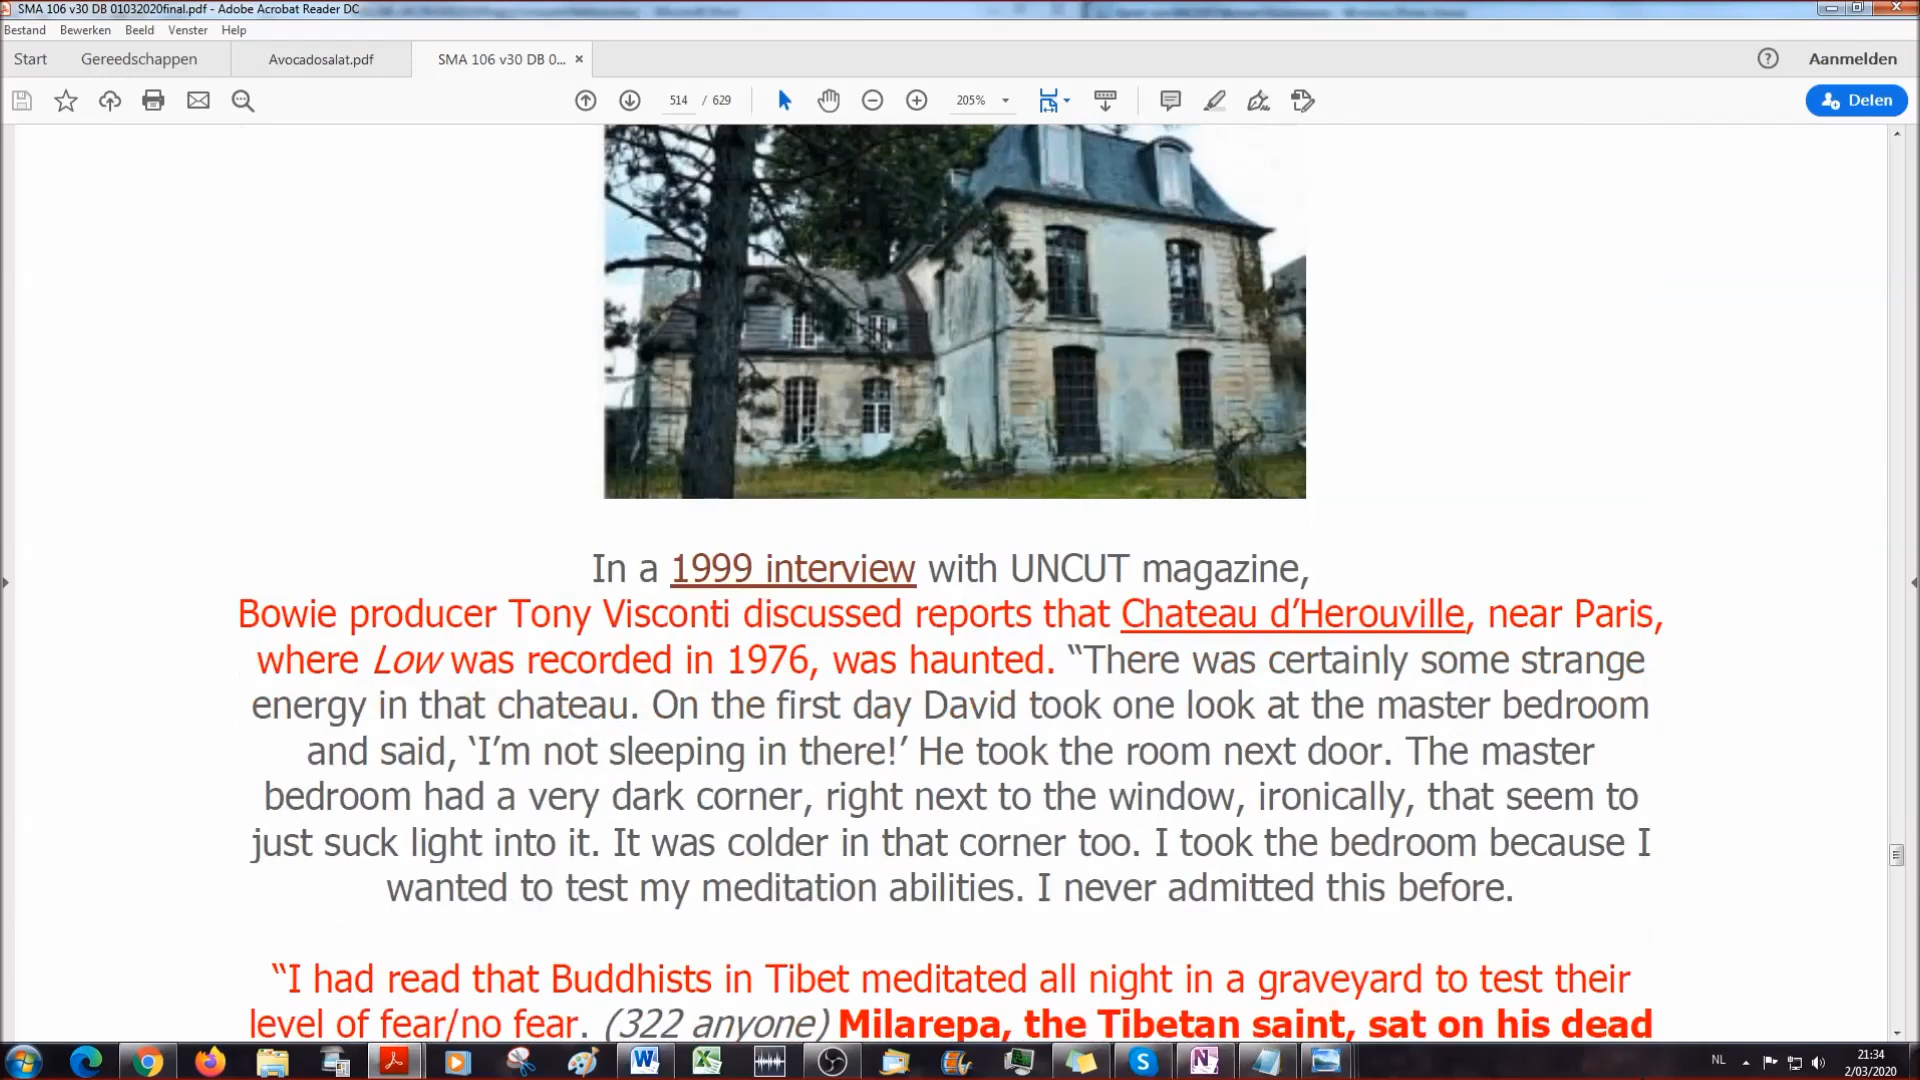 SMA 106 v30 DB 01032020final.pdf - Adobe Acrobat Reader DC
Bestand Bewerken Beeld Venster Help
Start Gereedschappen Avocadosalat.pdf SMA 106 v30 DB 0... × Aanmelden
514 / 629 205% Delen
In a 1999 interview with UNCUT magazine,
Bowie producer Tony Visconti discussed reports that Chateau d’Herouville, near Paris,
where Low was recorded in 1976, was haunted. “There was certainly some strange
energy in that chateau. On the first day David took one look at the master bedroom
and said, ‘I’m not sleeping in there!’ He took the room next door. The master
bedroom had a very dark corner, right next to the window, ironically, that seem to
just suck light into it. It was colder in that corner too. I took the bedroom because I
wanted to test my meditation abilities. I never admitted this before.
“I had read that Buddhists in Tibet meditated all night in a graveyard to test their
level of fear/no fear. (322 anyone) Milarepa, the Tibetan saint, sat on his dead
NL 21:34
2/03/2020